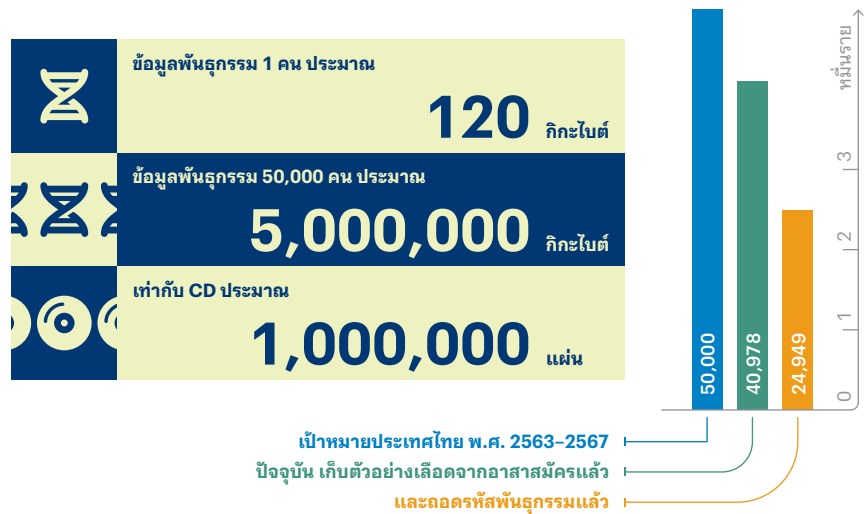 ข้อมูลพันธุกรรม 1 คน ประมาณ
120 กิกะไบต์
ข้อมูลพันธุกรรม 50,000 คน ประมาณ
5,000,000 กิกะไบต์
เท่ากับ CD ประมาณ
1,000,000 แผ่น
หมื่นราย
3
2
1
0
50,000
40,978
24,949
เป้าหมายประเทศไทย พ.ศ. 2563–2567
ปัจจุบัน เก็บตัวอย่างเลือดจากอาสาสมัครแล้ว
และถอดรหัสพันธุกรรมแล้ว